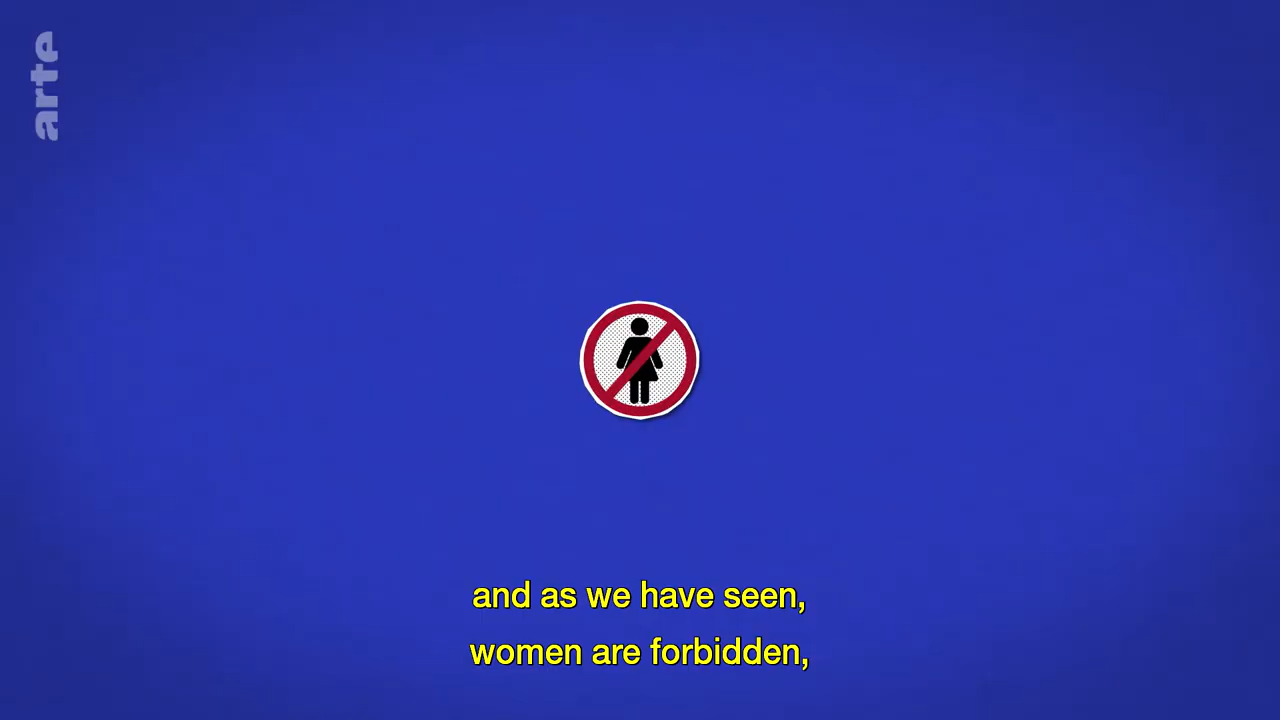 arte
and as we have seen,
women are forbidden,